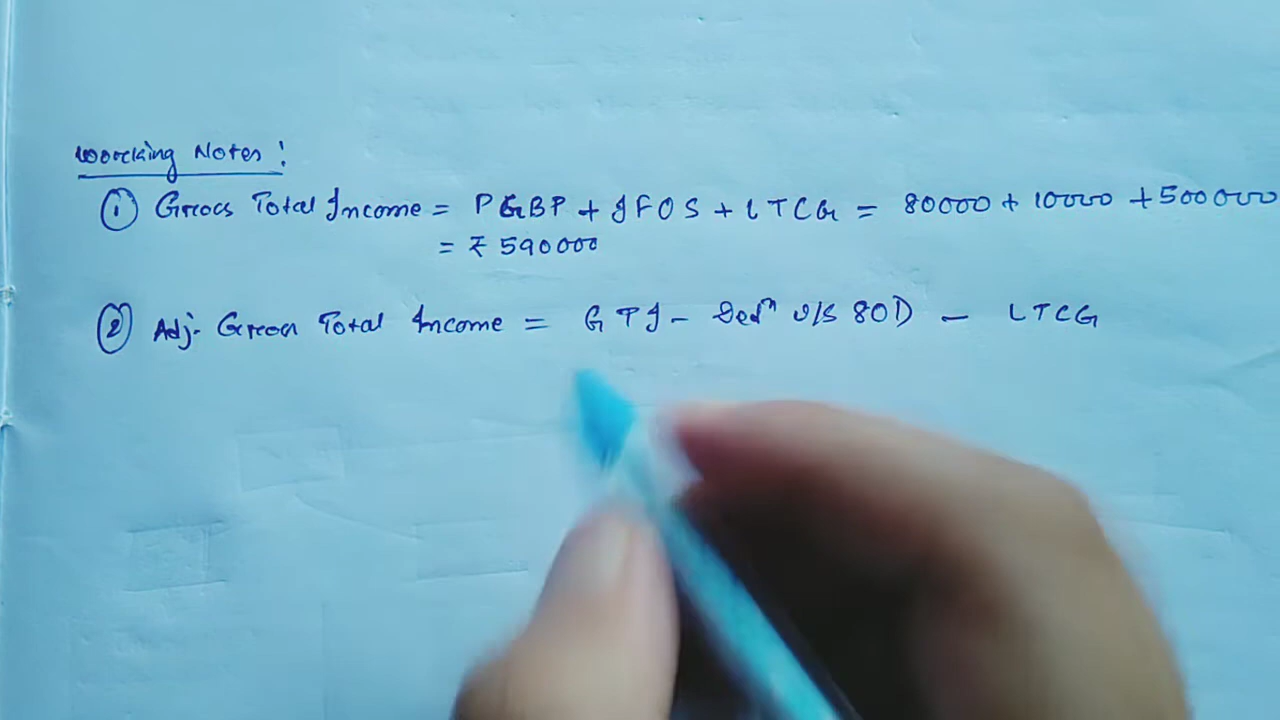 Working Notes:
① Gross Total Income = PGBP + IFOS + LTCG = 80000 + 10000 + 500000
= ₹ 590000
② Adj. Gross Total Income = GTI - Dedⁿ u/s 80D - LTCG